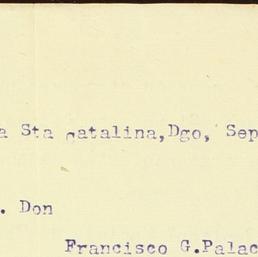 a Sta catalina,Dgo, Sep
. Don
Francisco G.Palac